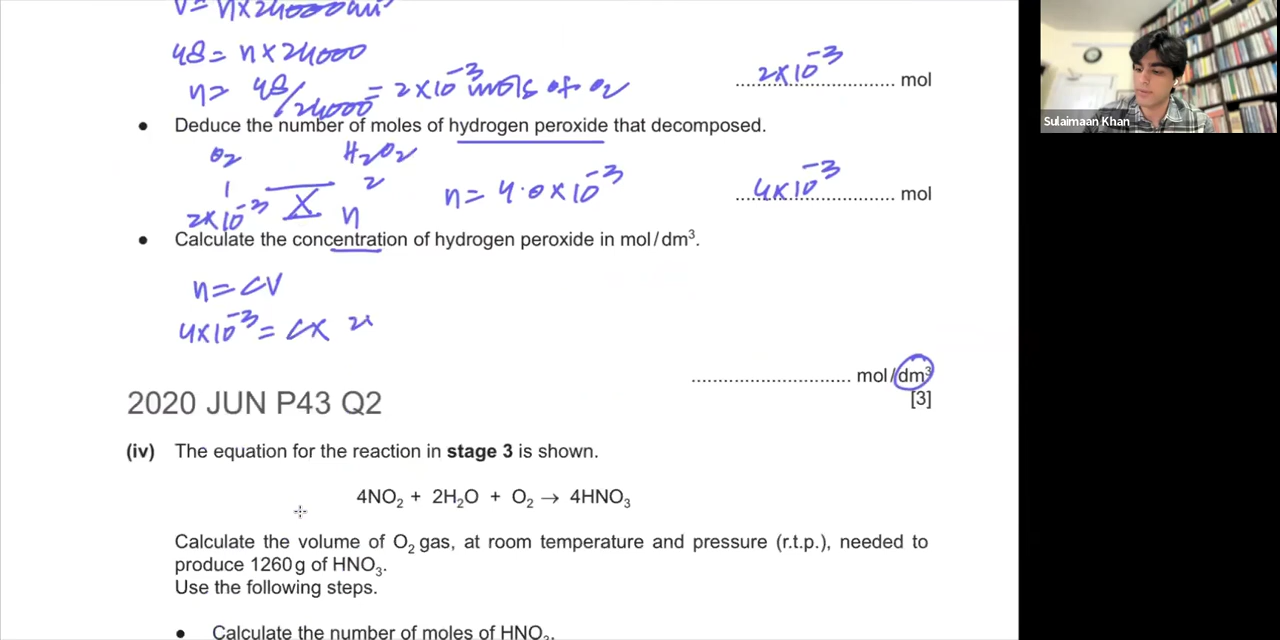 V = n x 24000 dm³
48 = n x 24000
n = 48/24000 = 2x10⁻³ mols of O2
2x10⁻³ mol
• Deduce the number of moles of hydrogen peroxide that decomposed.
O2 H2O2
1 2
2x10⁻³ X n
n = 4.0 x 10⁻³
4x10⁻³ mol
• Calculate the concentration of hydrogen peroxide in mol/dm³.
n = CV
4x10⁻³ = C x 2
............................ mol/dm³
[3]
2020 JUN P43 Q2
(iv) The equation for the reaction in stage 3 is shown.
4NO₂ + 2H₂O + O₂ → 4HNO₃
Calculate the volume of O₂ gas, at room temperature and pressure (r.t.p.), needed to
produce 1260 g of HNO₃.
Use the following steps.
• Calculate the number of moles of HNO₃.
Sulaimaan Khan